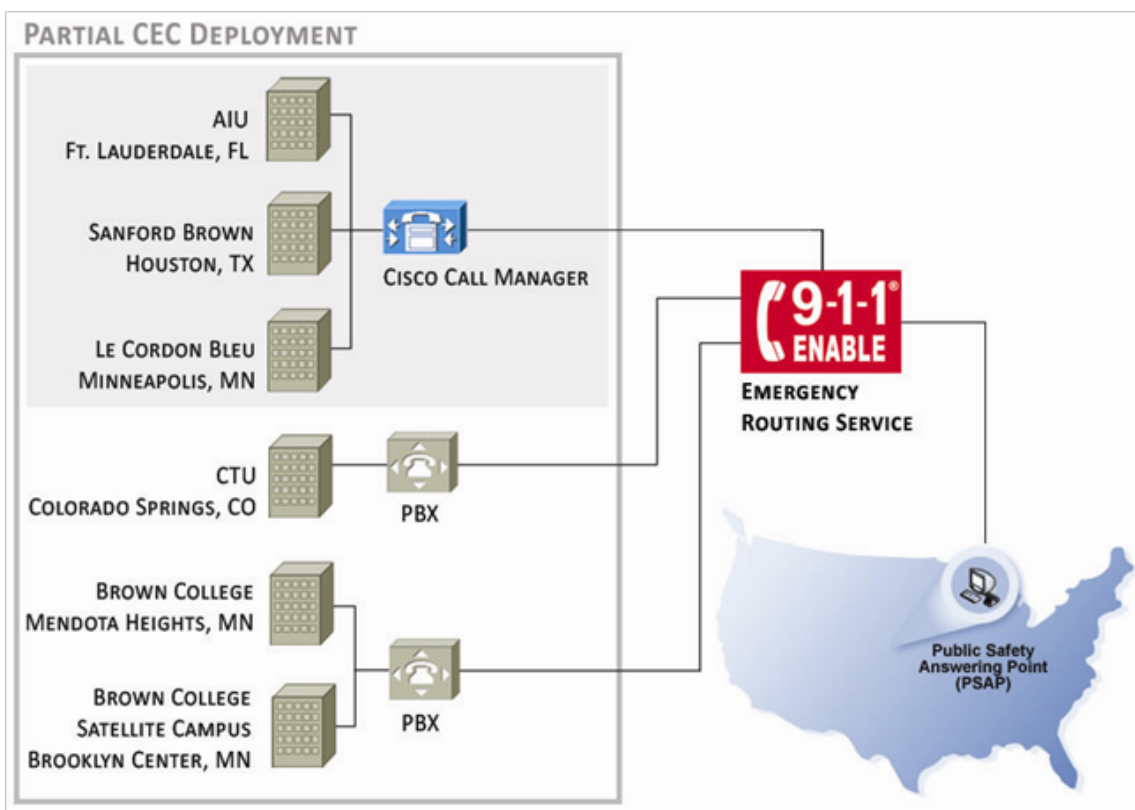 PARTIAL CEC DEPLOYMENT
AIU
FT. LAUDERDALE, FL
SANFORD BROWN
HOUSTON, TX
CISCO CALL MANAGER
LE CORDON BLEU
MINNEAPOLIS, MN
9-1-1®
ENABLE
EMERGENCY
ROUTING SERVICE
CTU
COLORADO SPRINGS, CO
PBX
BROWN COLLEGE
MENDOTA HEIGHTS, MN
BROWN COLLEGE
SATELLITE CAMPUS
BROOKLYN CENTER, MN
PBX
Public Safety
Answering Point
(PSAP)